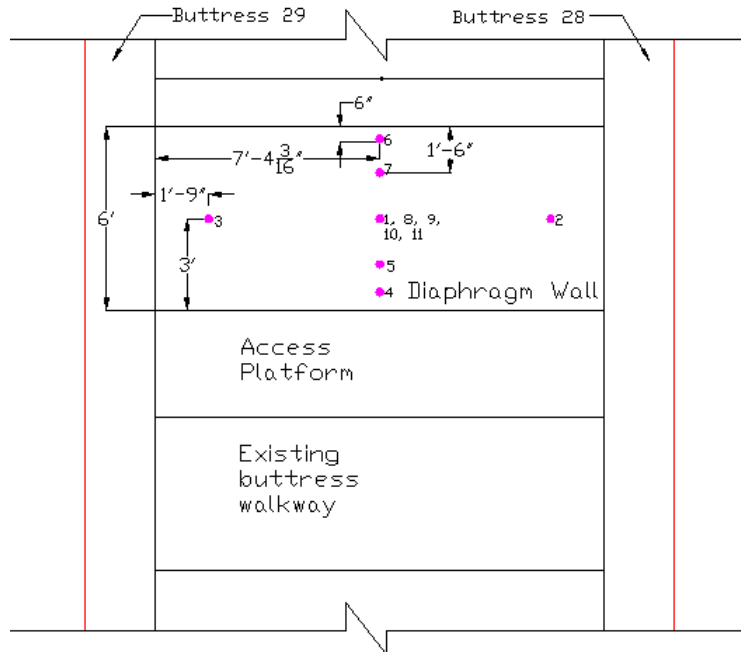 Buttress 29
Buttress 28
6"
6
7'-4 3/16"
1'-6"
7
1'-9"
6'
3
1, 8, 9,
10, 11
2
3'
5
4
Diaphragm Wall
Access
Platform
Existing
buttress
walkway